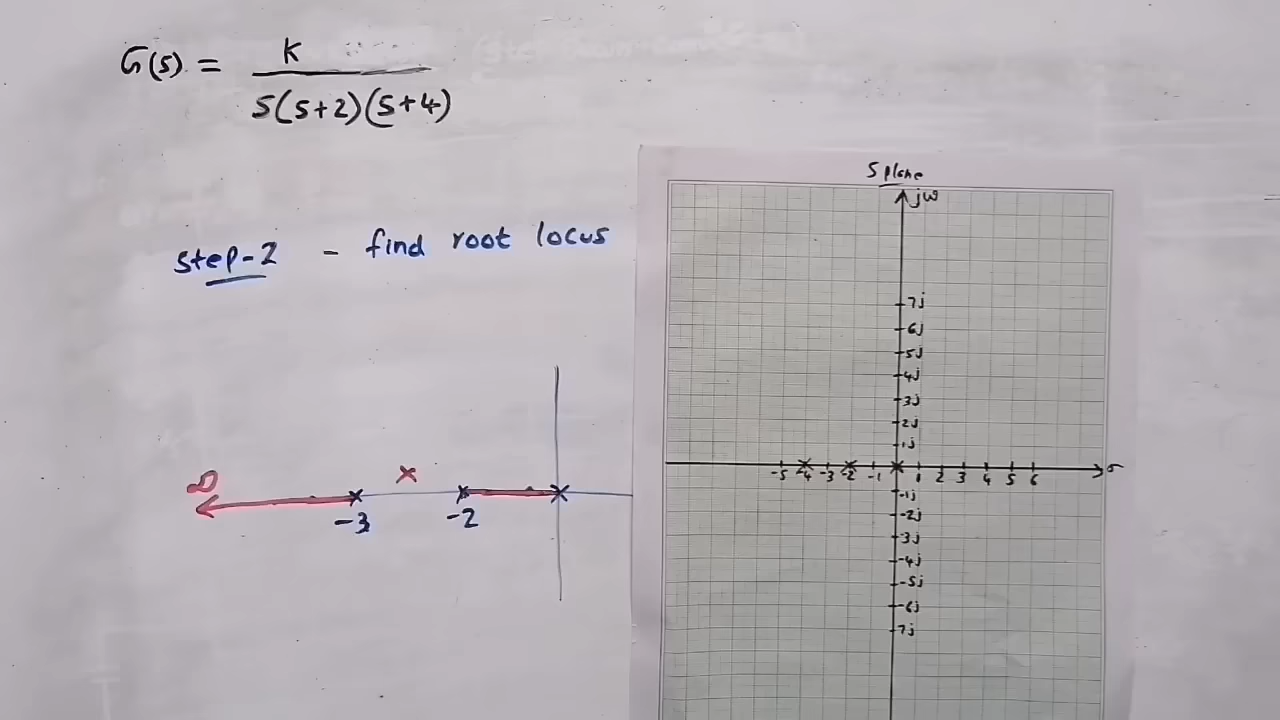 G(s) = K / s(s+2)(s+4)
step-2 - find root locus
∞ x
-3 -2
S plane
jω
7j
6j
5j
4j
3j
2j
1j
-5 -4 -3 -2 -1 1 2 3 4 5 6 σ
-1j
-2j
-3j
-4j
-5j
-6j
-7j